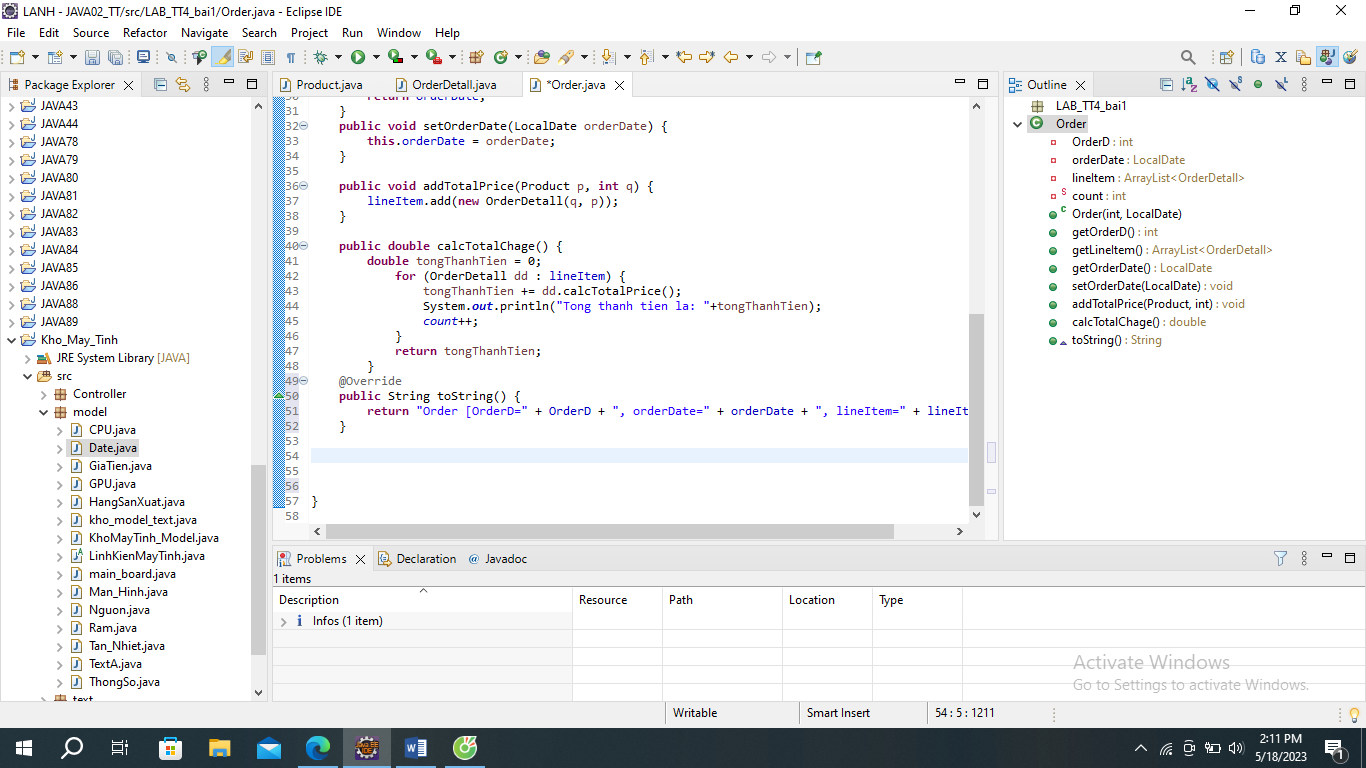 LANH - JAVA02_TT/src/LAB_TT4_bai1/Order.java - Eclipse IDE
File Edit Source Refactor Navigate Search Project Run Window Help
Package Explorer
JAVA43
JAVA44
JAVA78
JAVA79
JAVA80
JAVA81
JAVA82
JAVA83
JAVA84
JAVA85
JAVA86
JAVA88
JAVA89
Kho_May_Tinh
JRE System Library [JAVA]
src
Controller
model
CPU.java
Date.java
GiaTien.java
GPU.java
HangSanXuat.java
kho_model_text.java
KhoMayTinh_Model.java
LinhKienMayTinh.java
main_board.java
Man_Hinh.java
Nguon.java
Ram.java
Tan_Nhiet.java
TextA.java
ThongSo.java
text
Product.java OrderDetall.java *Order.java
30 return orderDate;
31 }
32 public void setOrderDate(LocalDate orderDate) {
33 this.orderDate = orderDate;
34 }
35
36 public void addTotalPrice(Product p, int q) {
37 lineItem.add(new OrderDetall(q, p));
38 }
39
40 public double calcTotalChage() {
41 double tongThanhTien = 0;
42 for (OrderDetall dd : lineItem) {
43 tongThanhTien += dd.calcTotalPrice();
44 System.out.println("Tong thanh tien la: "+tongThanhTien);
45 count++;
46 }
47 return tongThanhTien;
48 }
49 @Override
50 public String toString() {
51 return "Order [OrderD=" + OrderD + ", orderDate=" + orderDate + ", lineItem=" + lineIt
52 }
53
54
55
56
57 }
58
Outline
LAB_TT4_bai1
Order
OrderD : int
orderDate : LocalDate
lineItem : ArrayList<OrderDetall>
count : int
Order(int, LocalDate)
getOrderD() : int
getLineItem() : ArrayList<OrderDetall>
getOrderDate() : LocalDate
setOrderDate(LocalDate) : void
addTotalPrice(Product, int) : void
calcTotalChage() : double
toString() : String
Problems Declaration @ Javadoc
1 items
Description Resource Path Location Type
Infos (1 item)
Activate Windows
Go to Settings to activate Windows.
Writable Smart Insert 54 : 5 : 1211
2:11 PM
5/18/2023
1